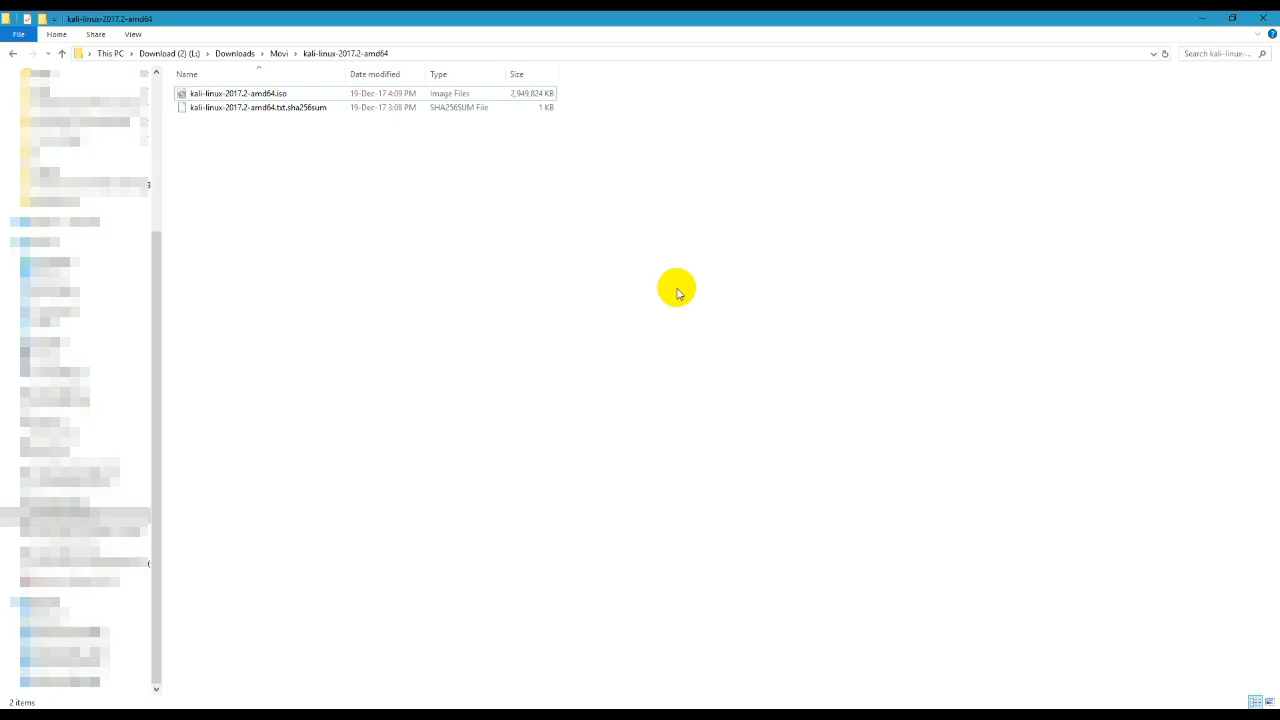 kali-linux-2017.2-amd64
File Home Share View
This PC Download (2) (L:) Downloads Movi kali-linux-2017.2-amd64 Search kali-linux-...
Name Date modified Type Size
kali-linux-2017.2-amd64.iso 19-Dec-17 4:09 PM Image Files 2,949,824 KB
kali-linux-2017.2-amd64.txt.sha256sum 19-Dec-17 3:08 PM SHA256SUM File 1 KB
2 items